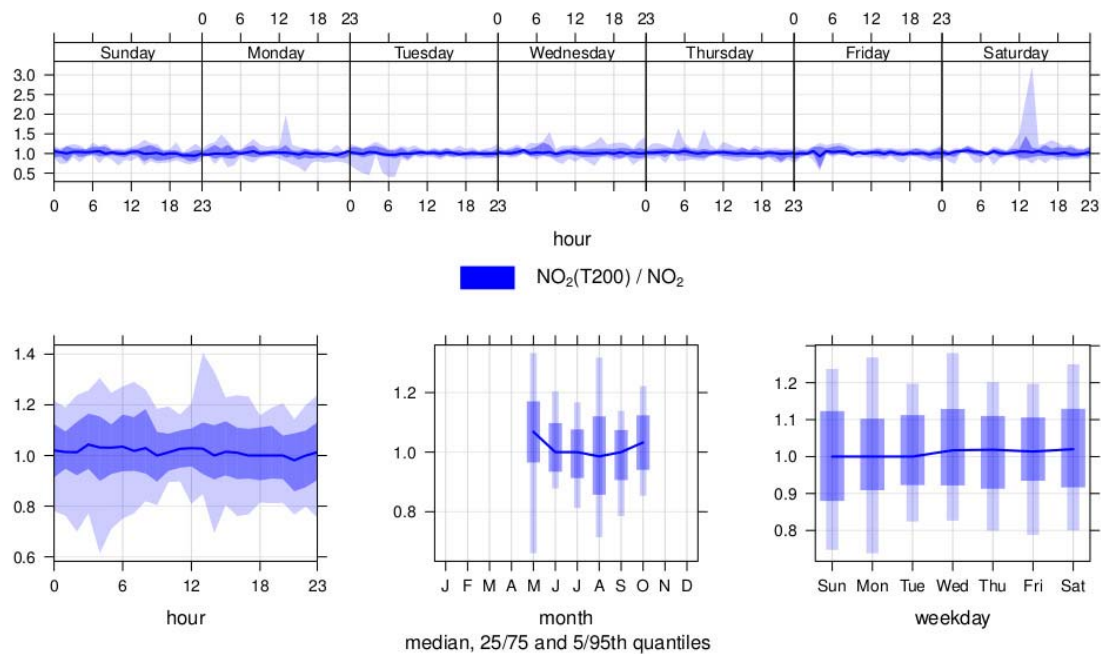 0 6 12 18 23 0 6 12 18 23 0 6 12 18 23
Sunday Monday Tuesday Wednesday Thursday Friday Saturday
3.0
2.5
2.0
1.5
1.0
0.5
0 6 12 18 23 0 6 12 18 23 0 6 12 18 23 0 6 12 18 23
hour
NO₂(T200) / NO₂
1.4
1.2
1.0
0.8
0.6
0 6 12 18 23
hour
1.2
1.0
0.8
J F M A M J J A S O N D
month
1.2
1.1
1.0
0.9
0.8
Sun Mon Tue Wed Thu Fri Sat
weekday
median, 25/75 and 5/95th quantiles